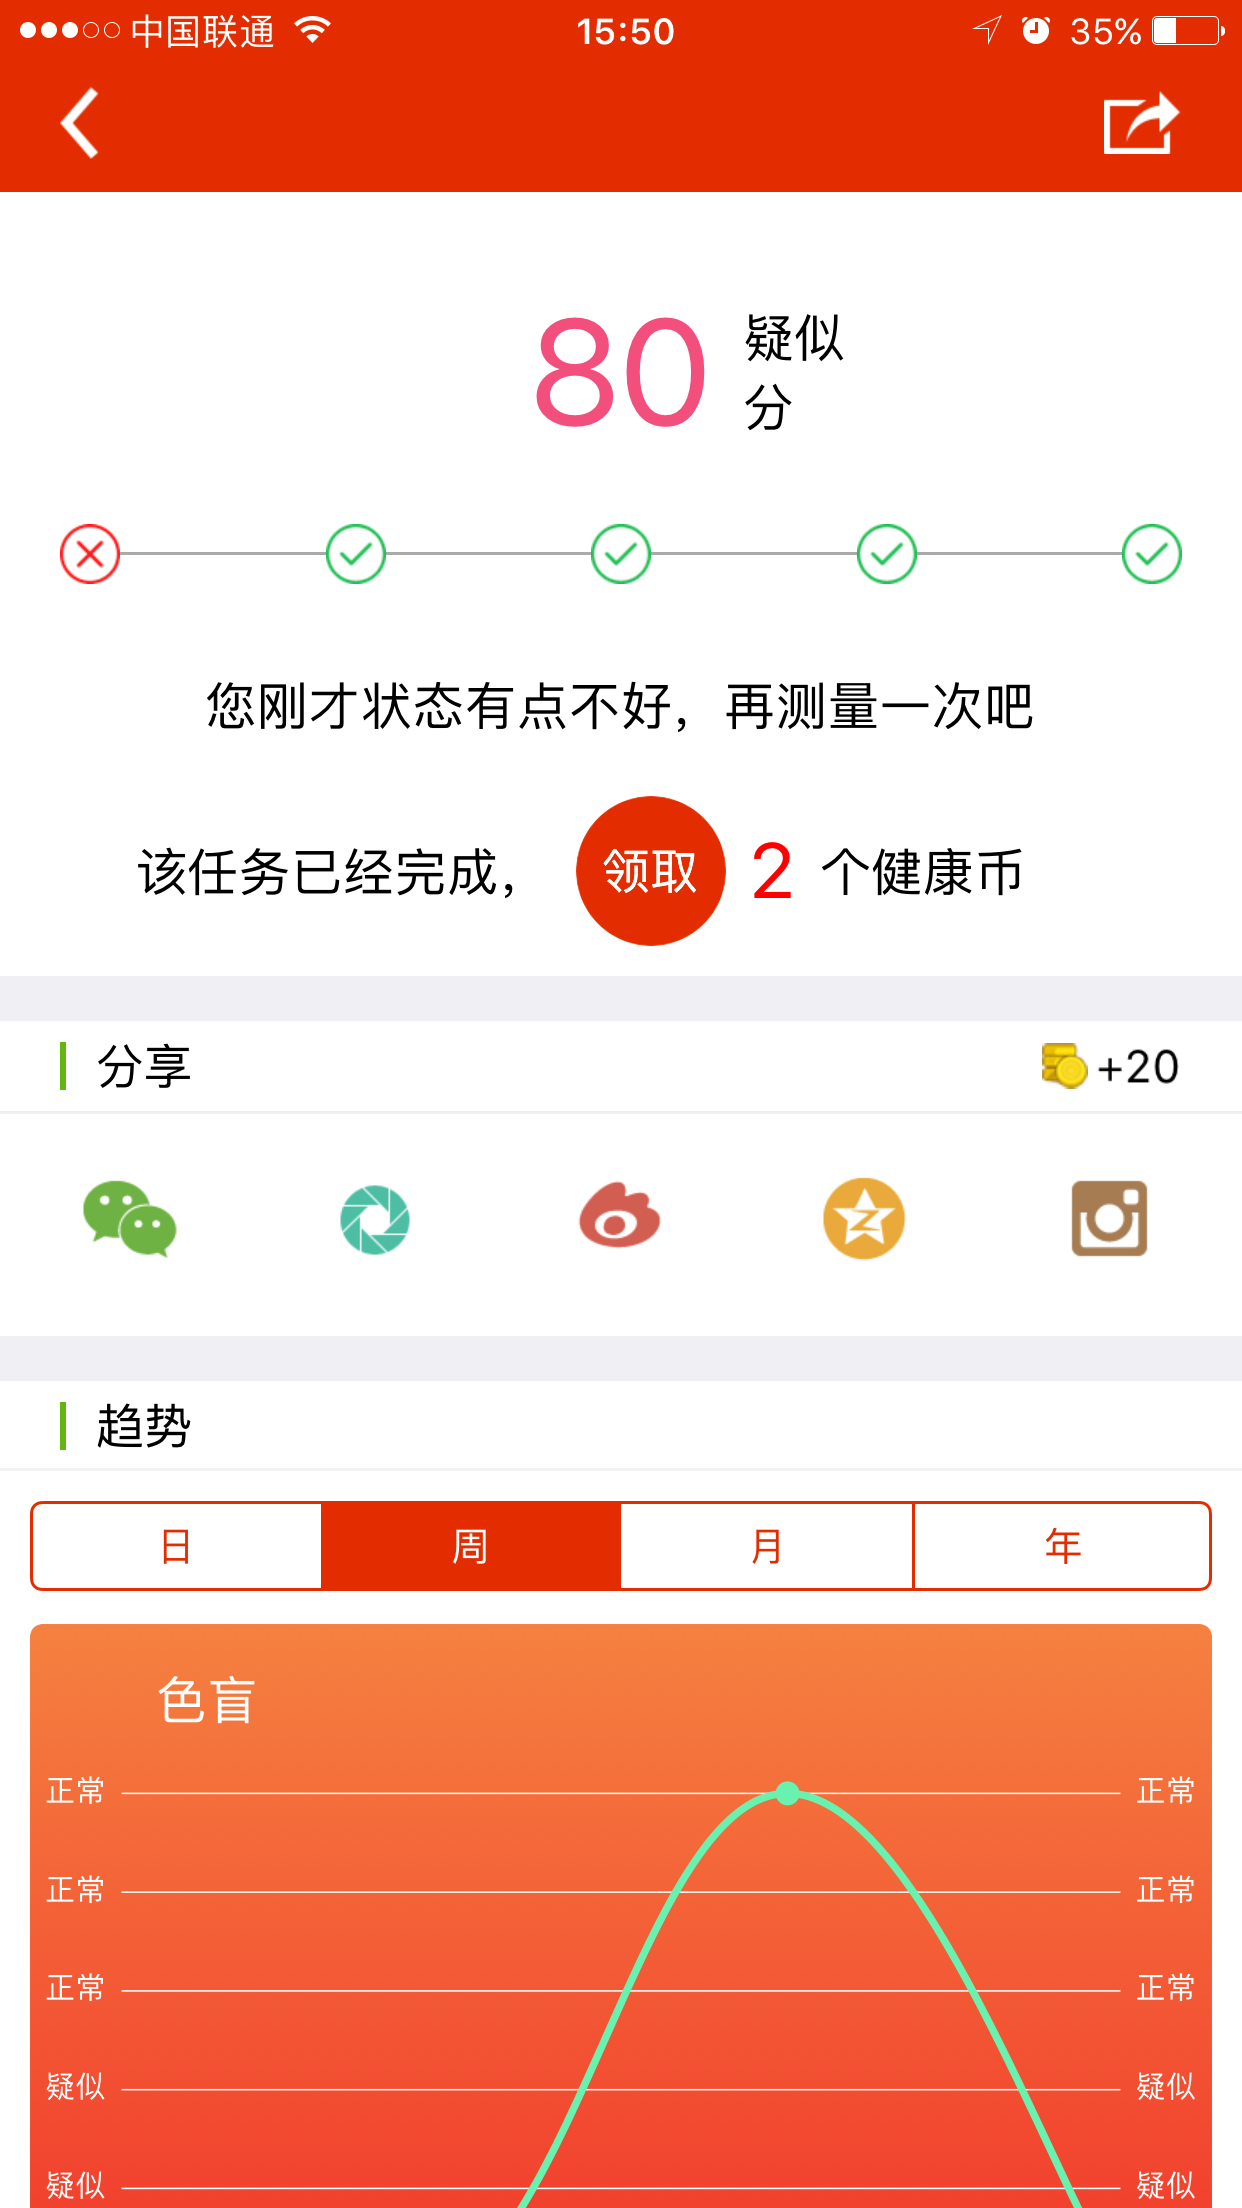 中国联通 15:50 35%
80 疑似
分
您刚才状态有点不好，再测量一次吧
该任务已经完成， 领取 2 个健康币
分享 +20
趋势
日 周 月 年
色盲
正常 正常
正常 正常
正常 正常
疑似 疑似
疑似 疑似